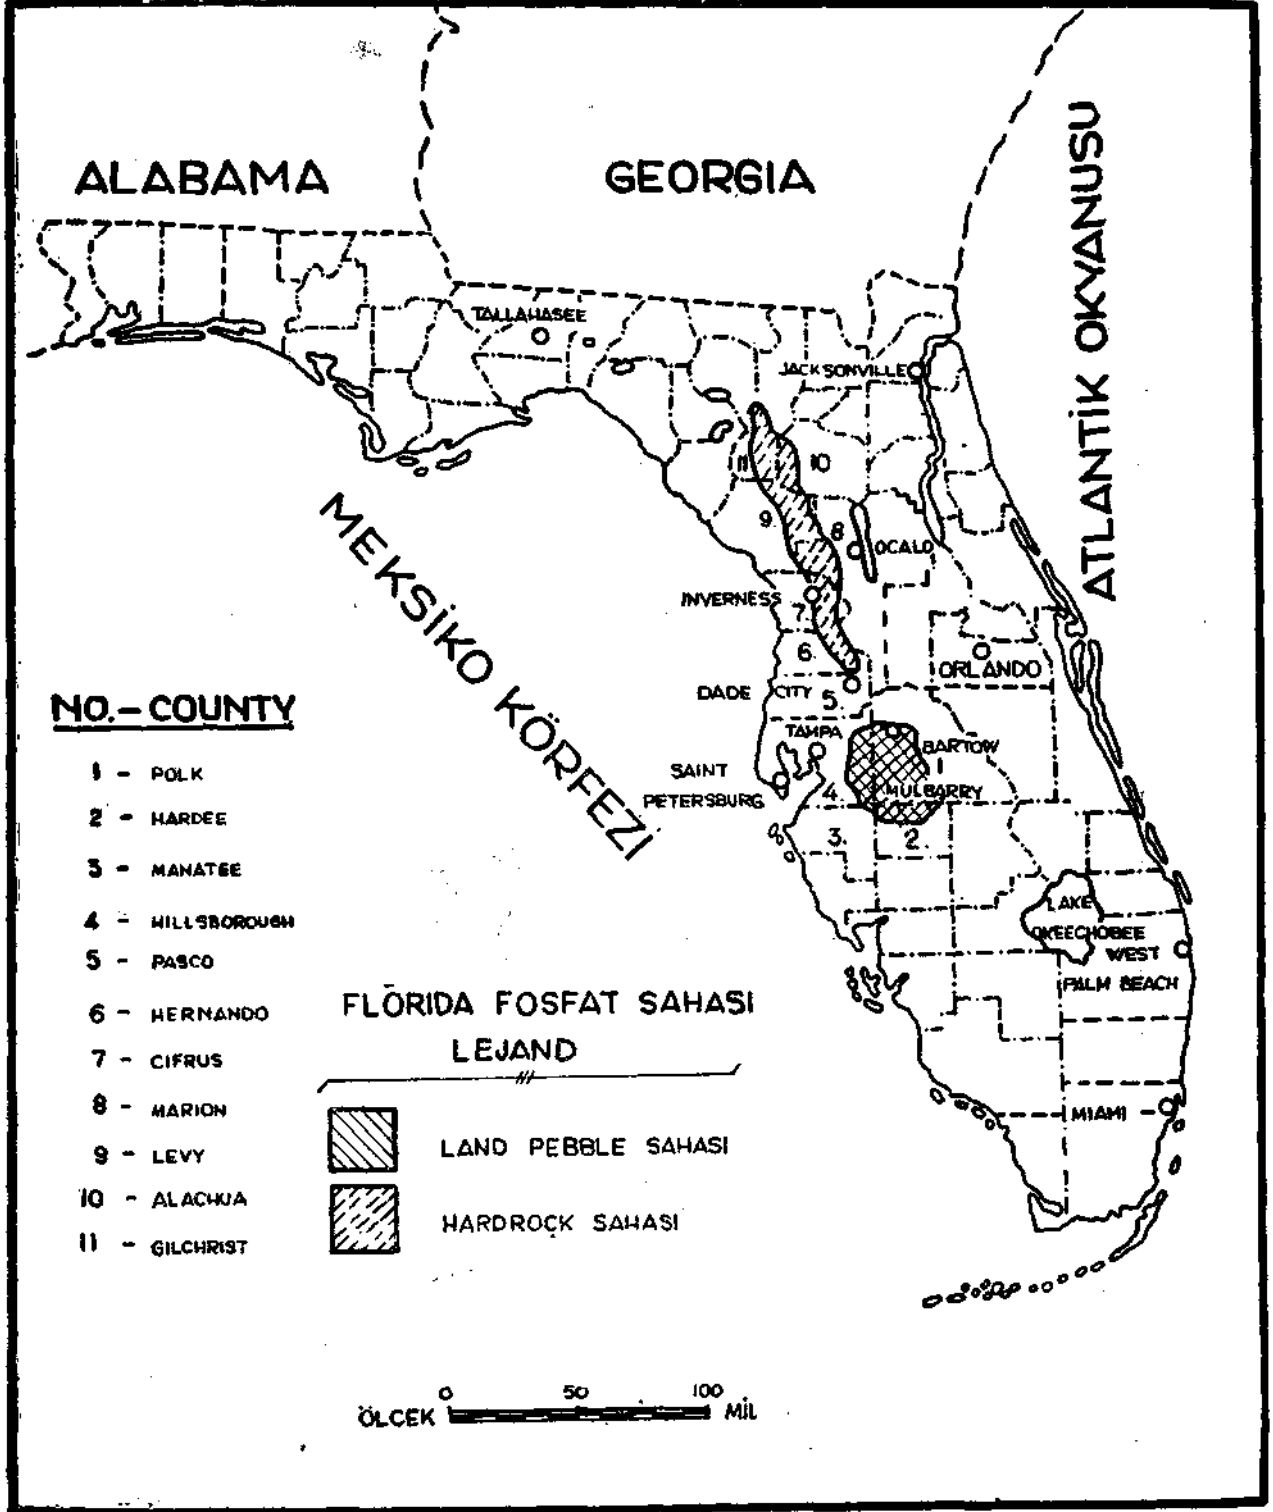 ALABAMA
GEORGIA
ATLANTİK OKYANUSU
TALLAHASEE
JACKSONVILLE
11
10
9
8
OCALO
INVERNESS
7.
6.
ORLANDO
DADE CITY
5.
MEKSİKO KÖRFEZİ
TAMPA
BARTOW
SAINT
PETERSBURG
4
MULBARRY
3.
2.
LAKE
OKEECHOBEE
WEST
PALM BEACH
MIAMI
NO.-COUNTY
1 - POLK
2 - HARDEE
3 - MANATEE
4 - HILLSBOROUGH
5 - PASCO
6 - HERNANDO
7 - CIFRUS
8 - MARION
9 - LEVY
10 - ALACHUA
11 - GILCHRIST
FLÖRIDA FOSFAT SAHASI
LEJAND
LAND PEBBLE SAHASI
HARDROCK SAHASI
ÖLCEK 0 50 100 MİL